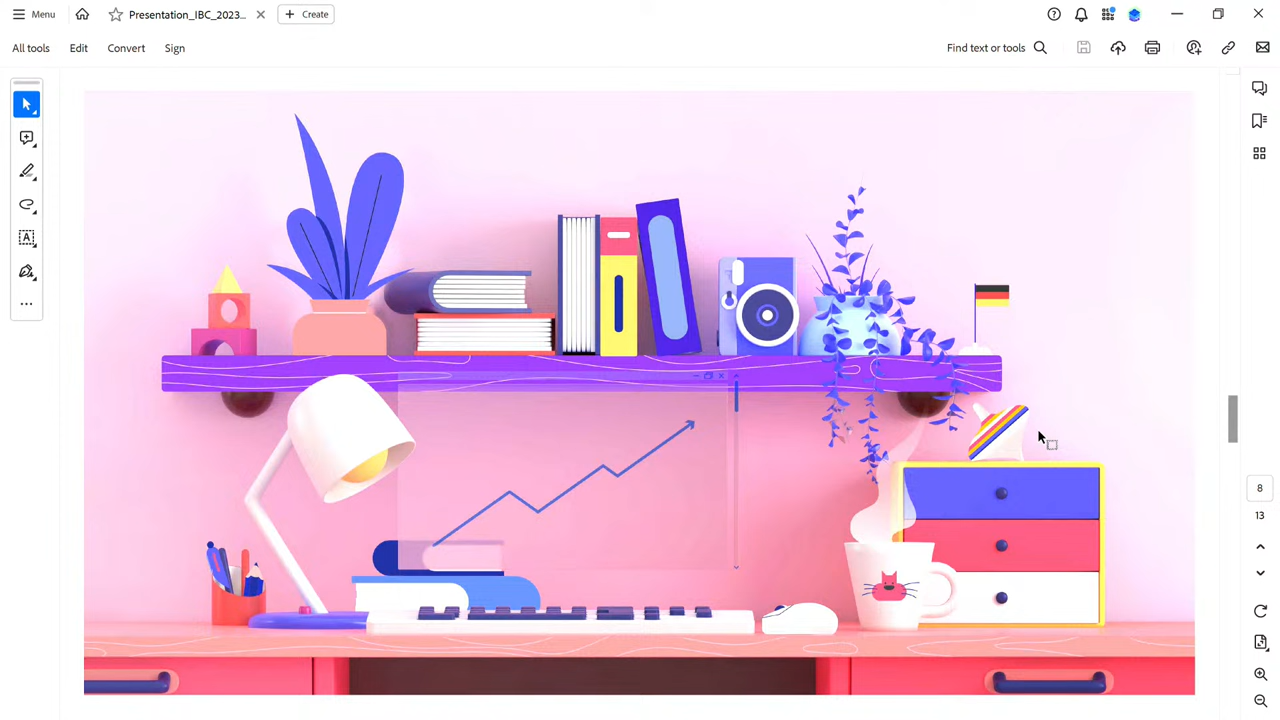 Menu
Presentation_IBC_2023...
Create
All tools
Edit
Convert
Sign
Find text or tools
8
13